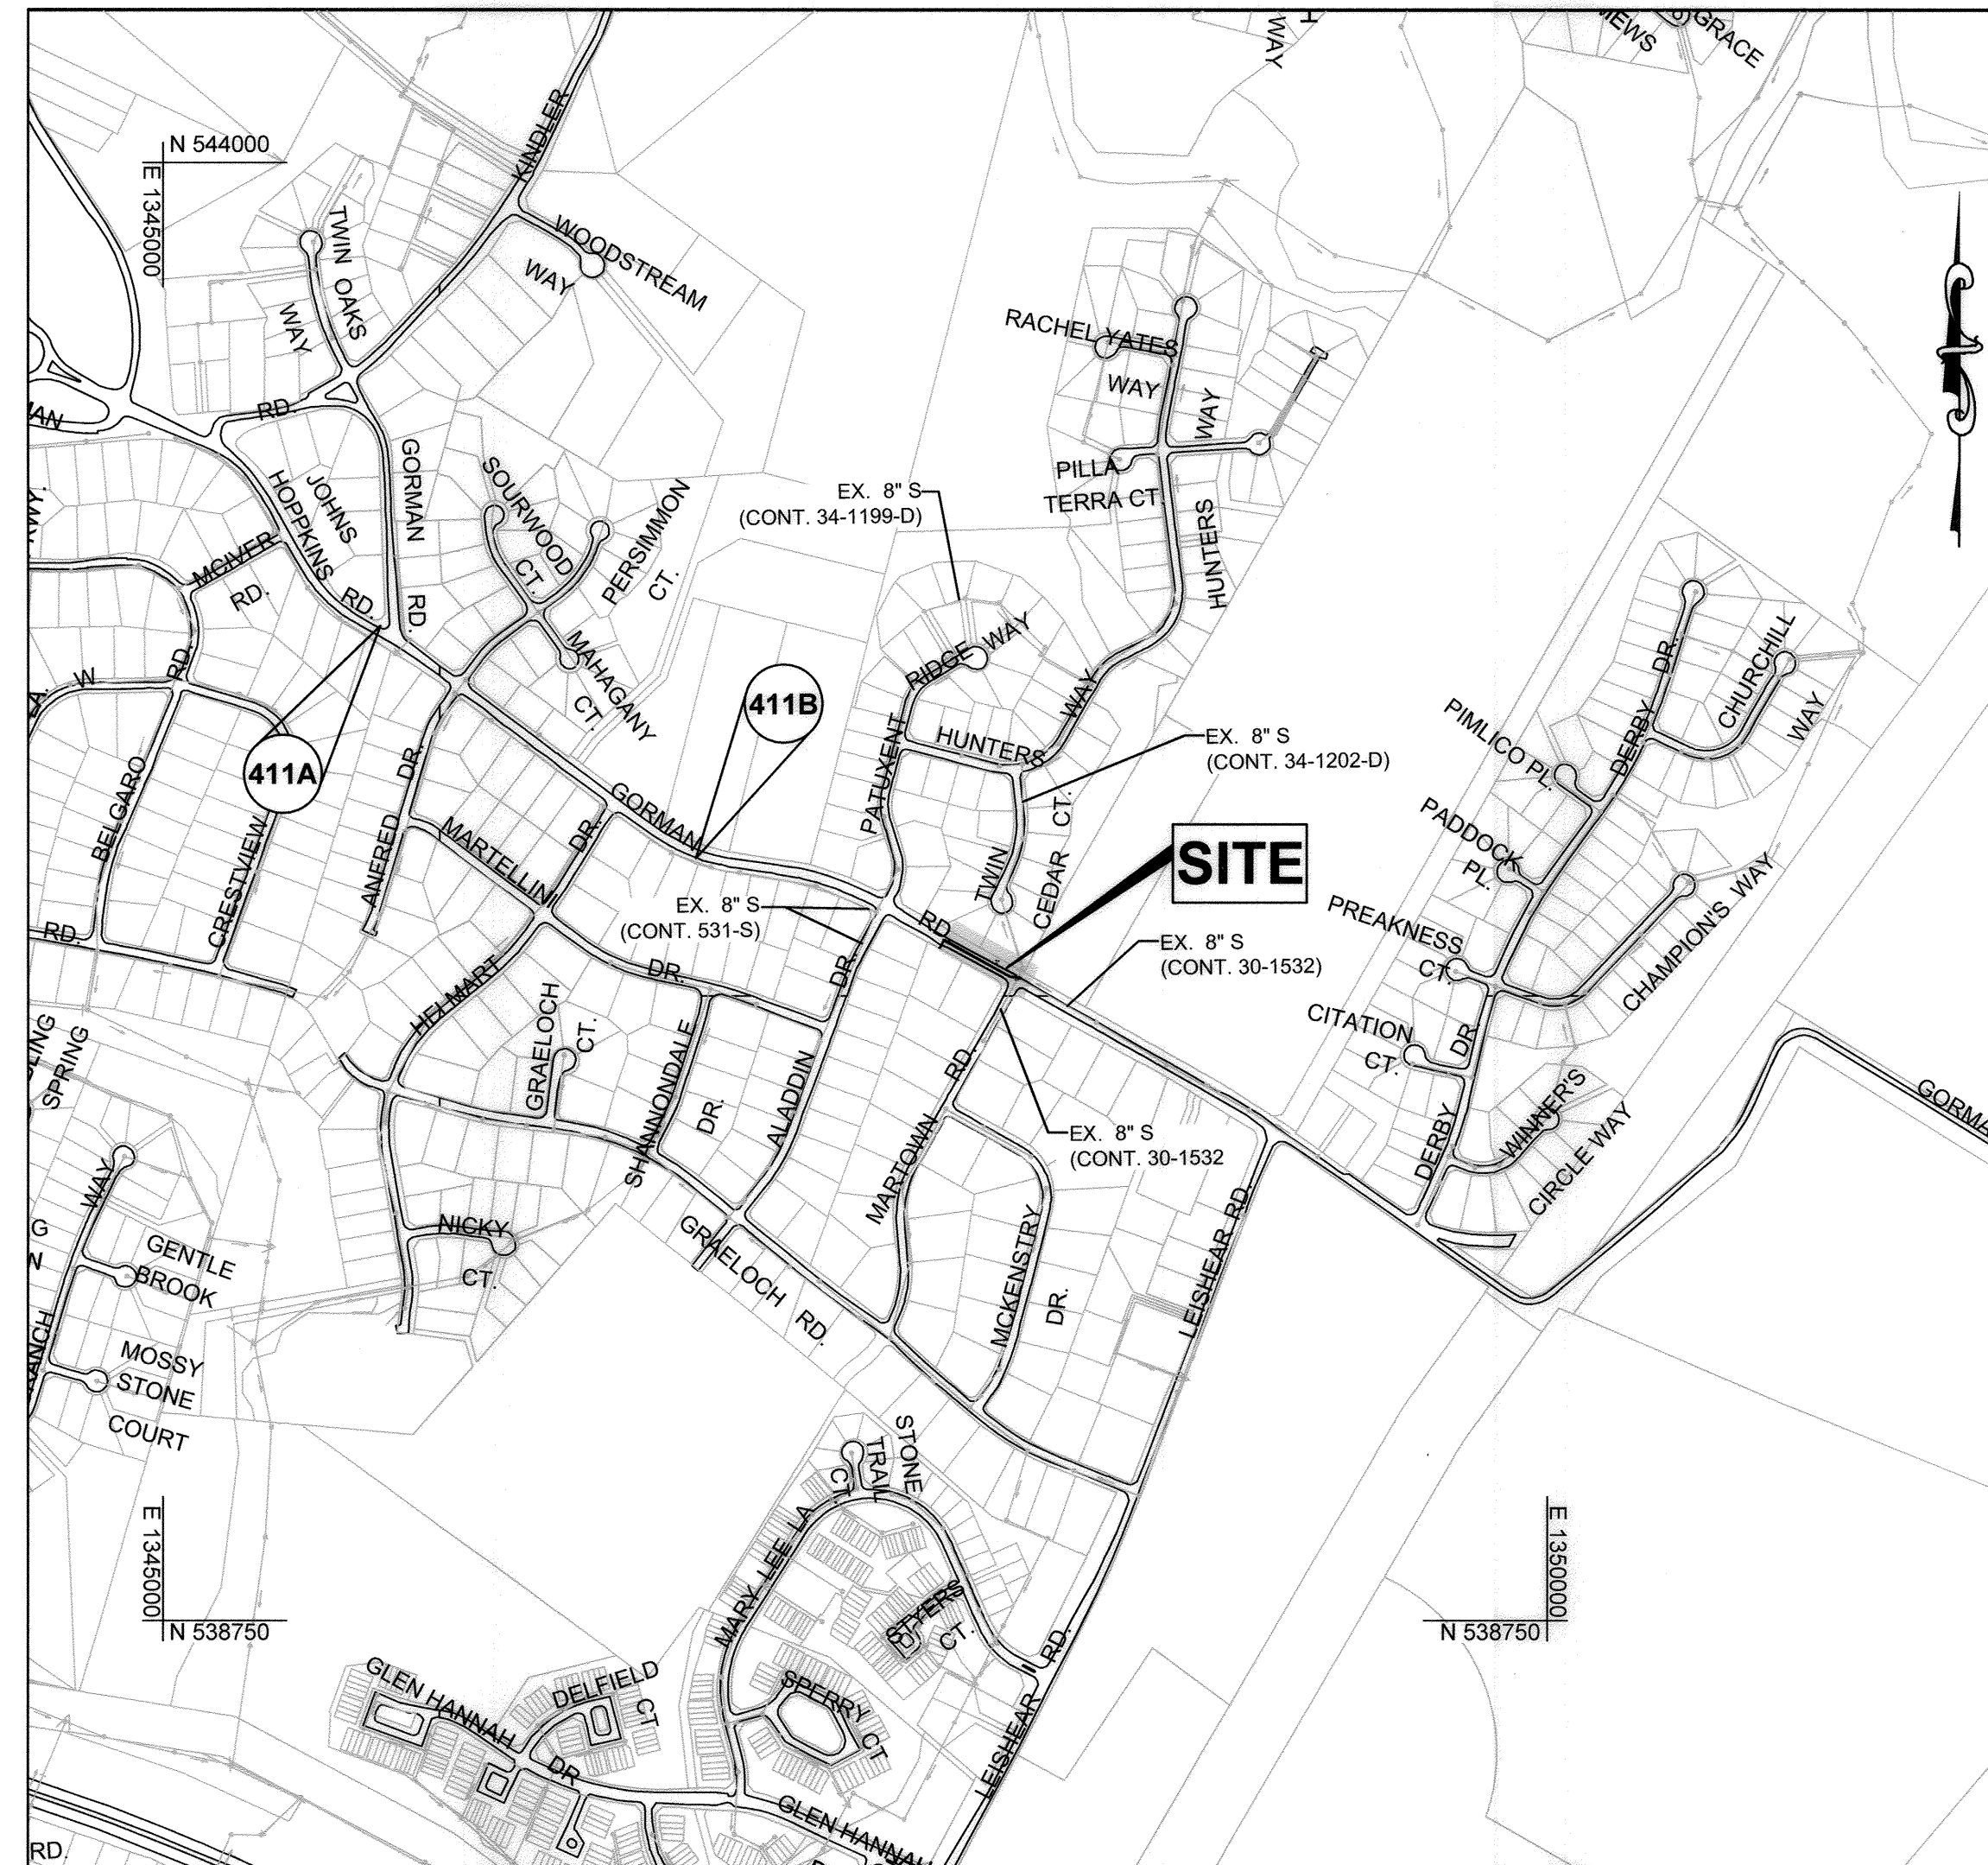 WAY
MEWS
GRACE
KINDLER
N 544000
E 1345000
TWIN OAKS
WAY
WOODSTREAM
WAY
RD.
GORMAN
RD.
JOHNS
HOPPKINS
RD.
MCIVER
RD.
SOURWOOD
CT.
PERSIMMON
CT.
MAHAGANY
CT.
RACHEL YATES
WAY
WAY
PILLA
TERRA CT
HUNTERS
WAY
EX. 8" S
(CONT. 34-1199-D)
RIDGE WAY
PATUXENT
HUNTERS
EX. 8" S
(CONT. 34-1202-D)
TWIN
CEDAR CT.
SITE
411A
411B
W
RD.
LA.
BELGARO
RD.
CRESTVIEW
ANFRED DR.
MARTELLINI
DR.
DR.
GORMAN
RD.
EX. 8" S
(CONT. 531-S)
EX. 8" S
(CONT. 30-1532)
EX. 8" S
(CONT. 30-1532
HELMART
GRAELOCH
CT.
SHANNONDALE
DR.
ALADDIN
DR.
MARTOWN
RD.
MCKENSTRY
DR.
LEISHEAR RD.
GRAELOCH RD.
NICKY
CT.
PIMLICO PL.
PADDOCK
PL.
PREAKNESS
CT.
CITATION
CT.
DERBY DR.
CHURCHILL
WAY
CHAMPION'S WAY
DERBY
DR
WINNER'S
CIRCLE WAY
SPRING
WAY
GENTLE
BROOK
MOSSY
STONE
COURT
STONE
TRAIL
CT
MARY LEE LA
STYERS
CT.
SPERRY
CT
LEISHEAR
RD.
E 1345000
N 538750
E 1350000
N 538750
GLEN HANNAH
DR
DELFIELD
CT
GLEN HANNAH
RD.